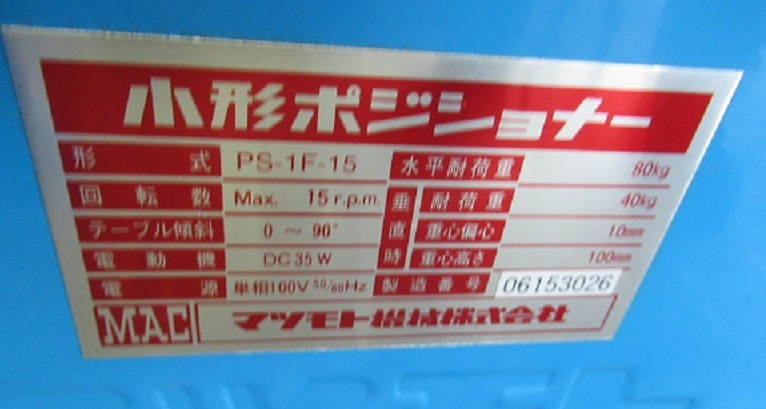 小形ポジショナー
形 式 PS-1F-15 水平耐荷重 80kg
回 転 数 Max. 15 r.p.m. 垂直時 耐荷重 40kg
テーブル傾斜 0 ～ 90° 重心偏心 10mm
電 動 機 DC 35 W 重心高さ 100mm
電 源 単相100V 50/60Hz 製造番号 06153026
MAC マツモト機械株式会社